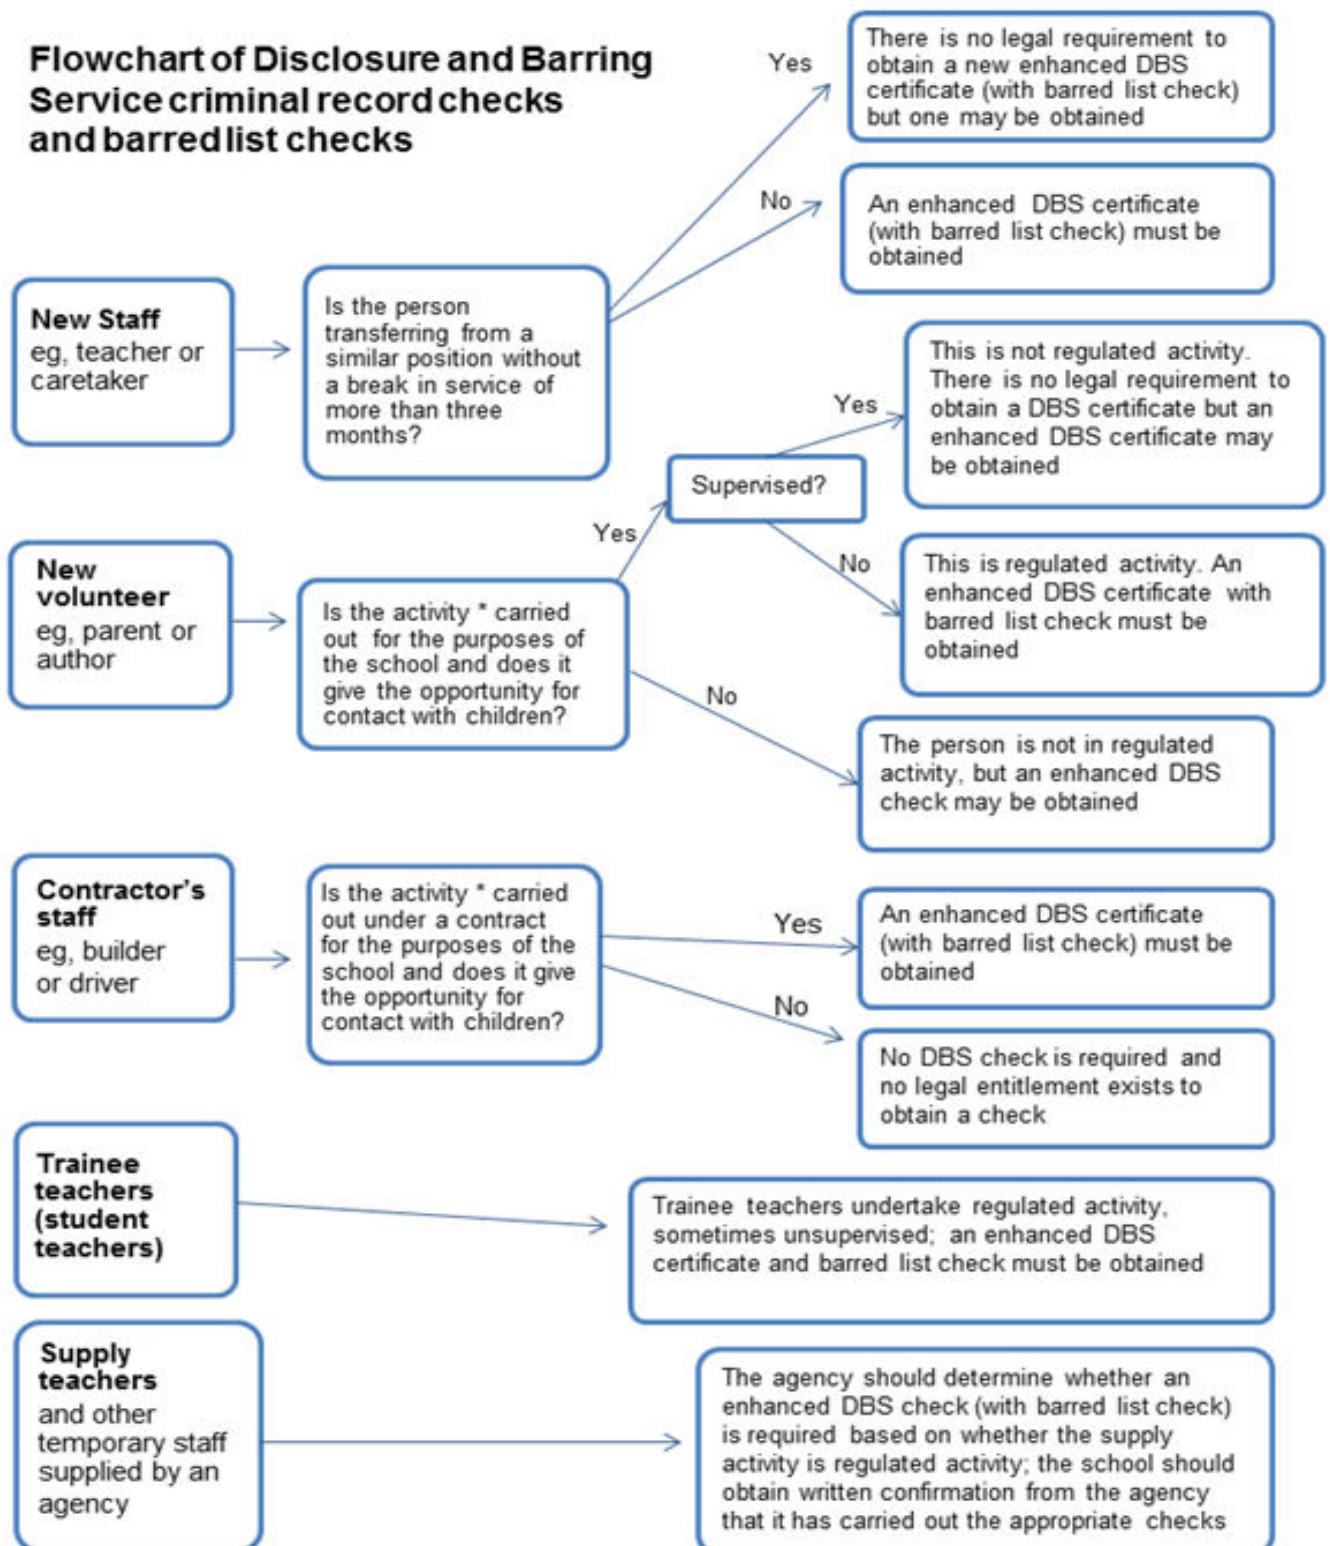 Flowchart of Disclosure and Barring
Service criminal record checks
and barred list checks
Yes
There is no legal requirement to
obtain a new enhanced DBS
certificate (with barred list check)
but one may be obtained
No
An enhanced DBS certificate
(with barred list check) must be
obtained
New Staff
eg, teacher or
caretaker
Is the person
transferring from a
similar position without
a break in service of
more than three
months?
New
volunteer
eg, parent or
author
Is the activity * carried
out for the purposes of
the school and does it
give the opportunity for
contact with children?
Yes
Supervised?
Yes
This is not regulated activity.
There is no legal requirement to
obtain a DBS certificate but an
enhanced DBS certificate may
be obtained
No
This is regulated activity. An
enhanced DBS certificate with
barred list check must be
obtained
No
The person is not in regulated
activity, but an enhanced DBS
check may be obtained
Contractor's
staff
eg, builder
or driver
Is the activity * carried
out under a contract
for the purposes of the
school and does it give
the opportunity for
contact with children?
Yes
An enhanced DBS certificate
(with barred list check) must be
obtained
No
No DBS check is required and
no legal entitlement exists to
obtain a check
Trainee
teachers
(student
teachers)
Trainee teachers undertake regulated activity,
sometimes unsupervised; an enhanced DBS
certificate and barred list check must be obtained
Supply
teachers
and other
temporary staff
supplied by an
agency
The agency should determine whether an
enhanced DBS check (with barred list check)
is required based on whether the supply
activity is regulated activity; the school should
obtain written confirmation from the agency
that it has carried out the appropriate checks